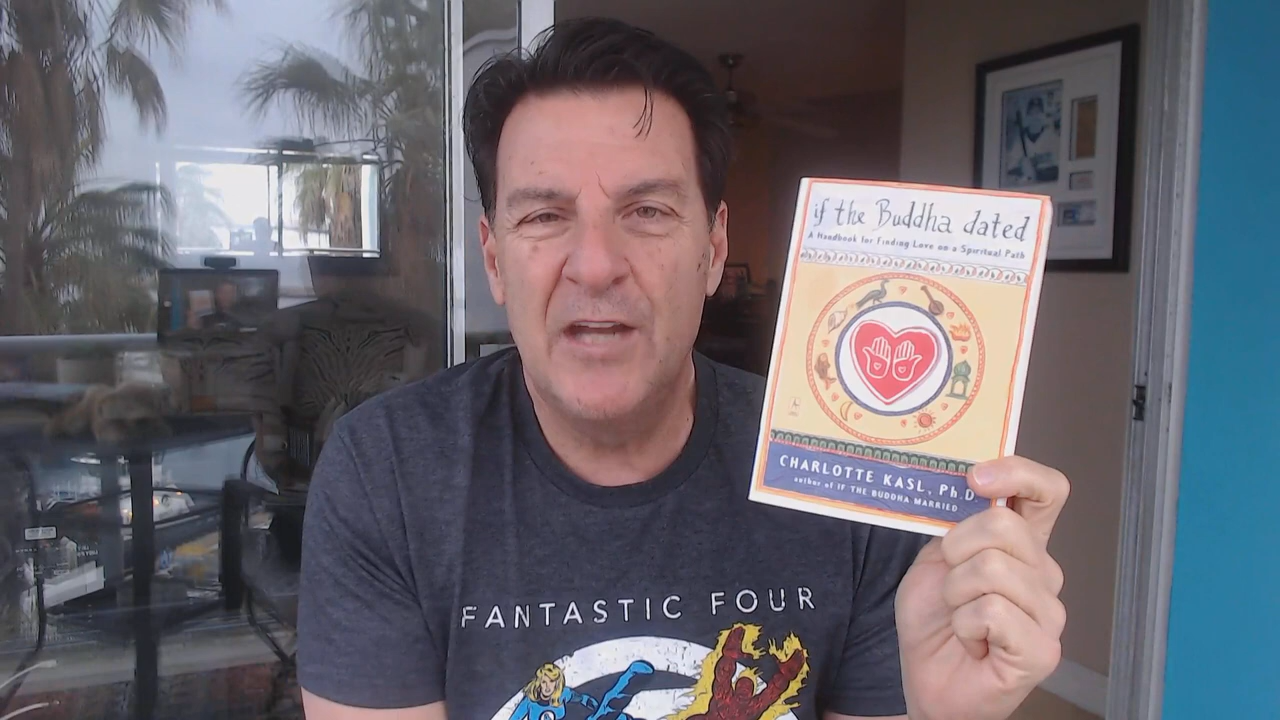 if the Buddha dated
A Handbook for Finding Love on a Spiritual Path
CHARLOTTE KASL, Ph.D.
author of IF THE BUDDHA MARRIED
FANTASTIC FOUR